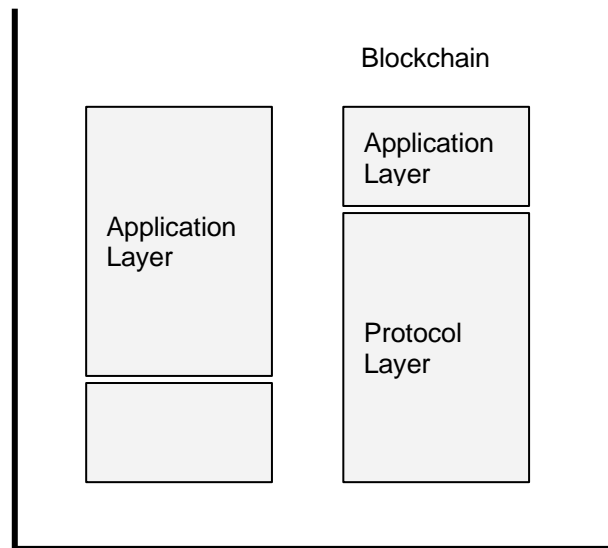 Blockchain
Application
Layer
Application
Layer
Protocol
Layer